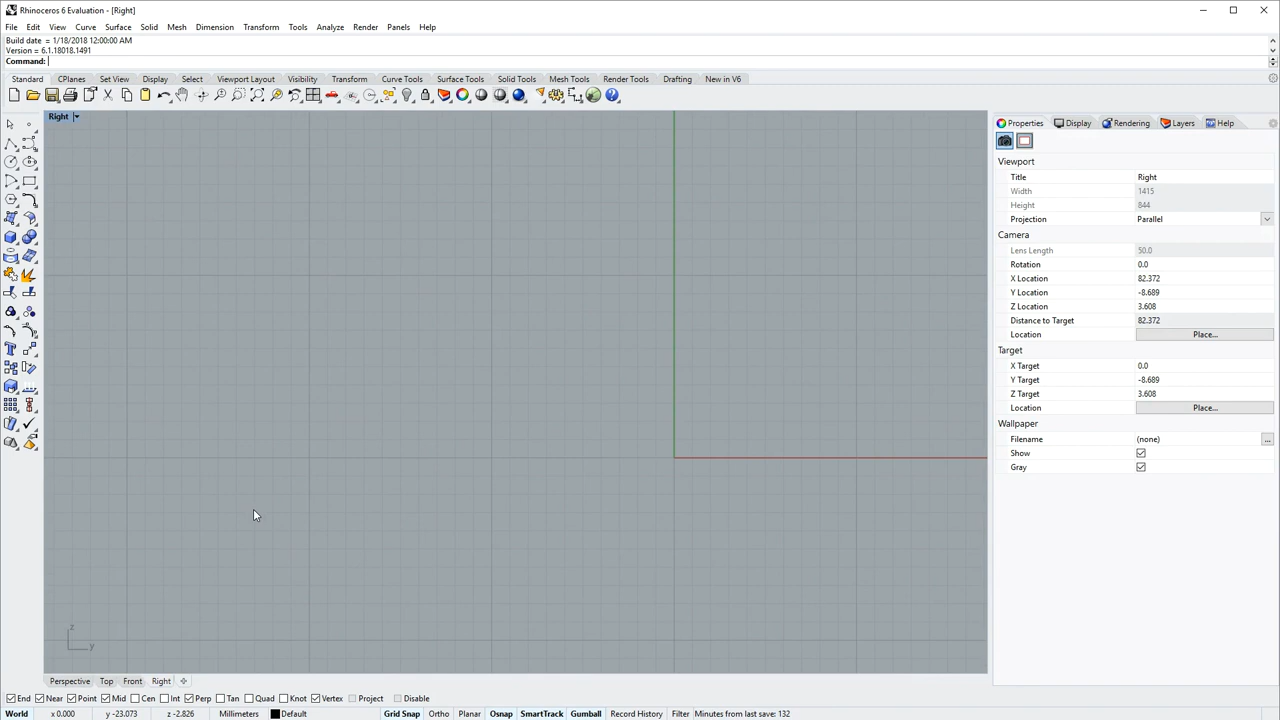 Rhinoceros 6 Evaluation - [Right]
File Edit View Curve Surface Solid Mesh Dimension Transform Tools Analyze Render Panels Help
Build date = 1/18/2018 12:00:00 AM
Version = 6.1.18018.1491
Command:
Standard CPlanes Set View Display Select Viewport Layout Visibility Transform Curve Tools Surface Tools Solid Tools Mesh Tools Render Tools Drafting New in V6
Right
Properties Display Rendering Layers Help
Viewport
Title Right
Width 1415
Height 844
Projection Parallel
Camera
Lens Length 50.0
Rotation 0.0
X Location 82.372
Y Location -8.689
Z Location 3.608
Distance to Target 82.372
Location Place...
Target
X Target 0.0
Y Target -8.689
Z Target 3.608
Location Place...
Wallpaper
Filename (none) ...
Show
Gray
z
y
Perspective Top Front Right
End Near Point Mid Cen Int Perp Tan Quad Knot Vertex Project Disable
World x 0.000 y -23.073 z -2.826 Millimeters Default Grid Snap Ortho Planar Osnap SmartTrack Gumball Record History Filter Minutes from last save: 132